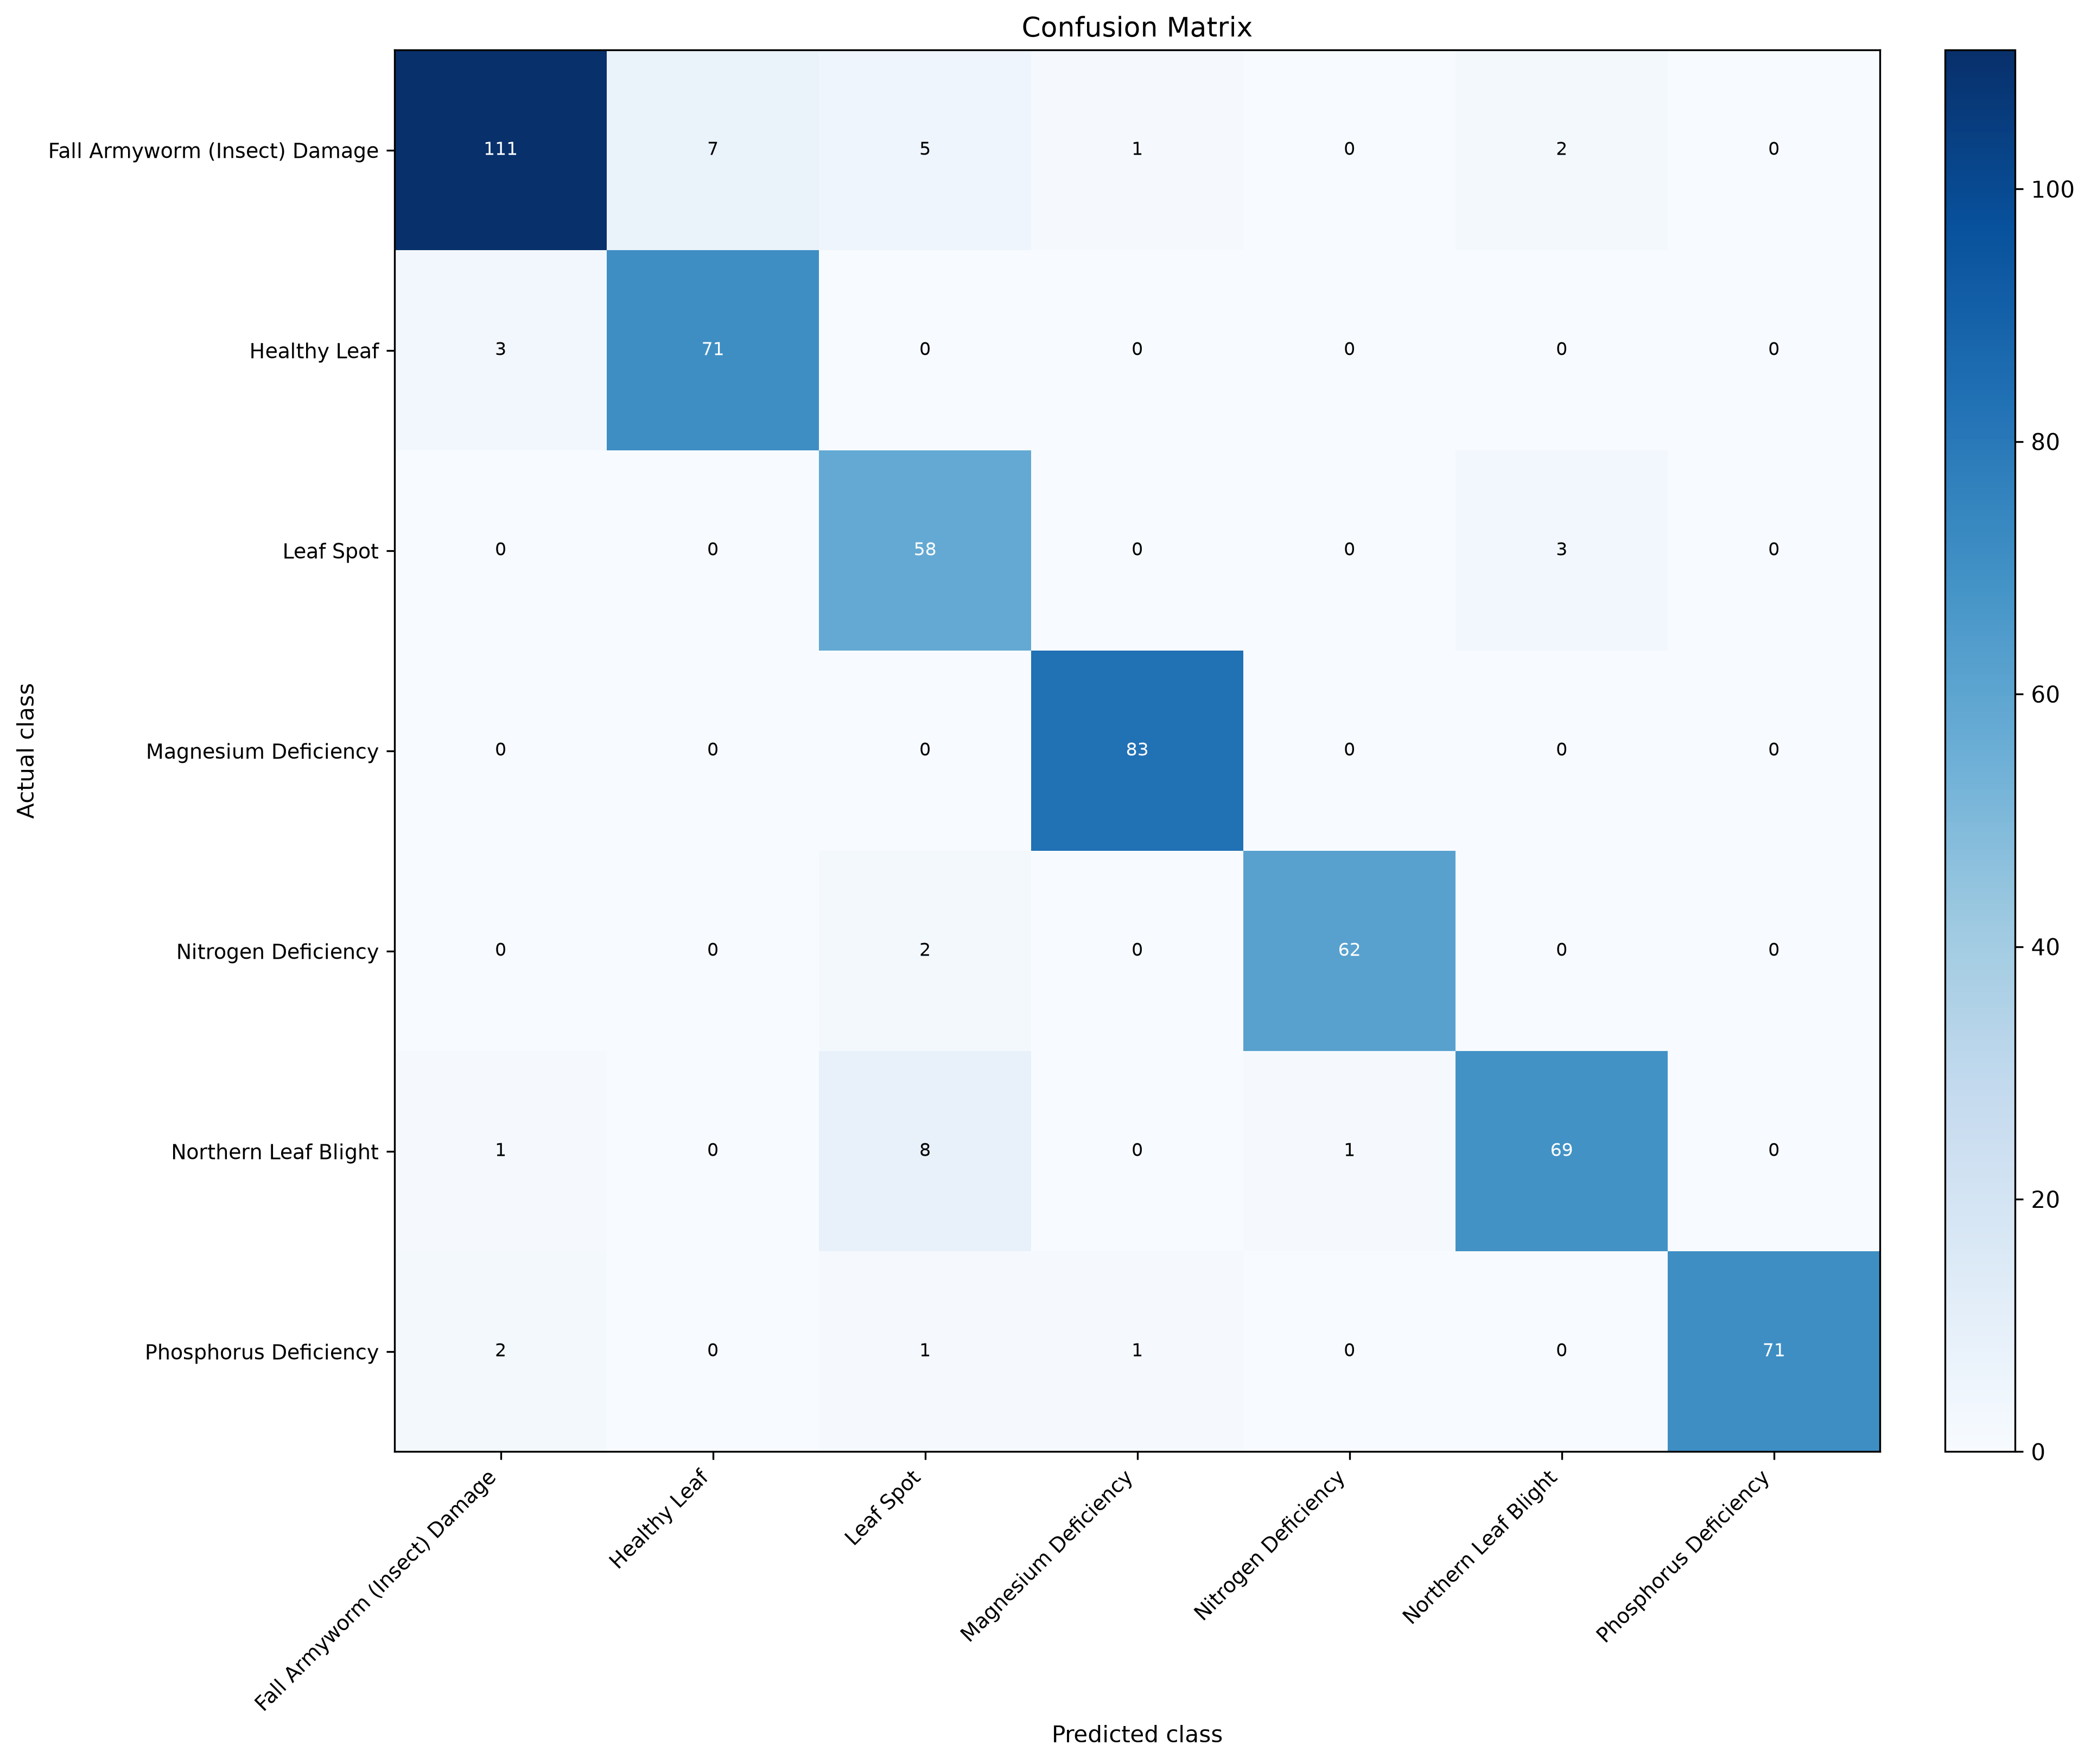 Confusion Matrix
Fall Armyworm (Insect) Damage 111 7 5 1 0 2 0
Healthy Leaf 3 71 0 0 0 0 0
Leaf Spot 0 0 58 0 0 3 0
Magnesium Deficiency 0 0 0 83 0 0 0
Nitrogen Deficiency 0 0 2 0 62 0 0
Northern Leaf Blight 1 0 8 0 1 69 0
Phosphorus Deficiency 2 0 1 1 0 0 71
Actual class
Fall Armyworm (Insect) Damage
Healthy Leaf
Leaf Spot
Magnesium Deficiency
Nitrogen Deficiency
Northern Leaf Blight
Phosphorus Deficiency
Predicted class
100
80
60
40
20
0